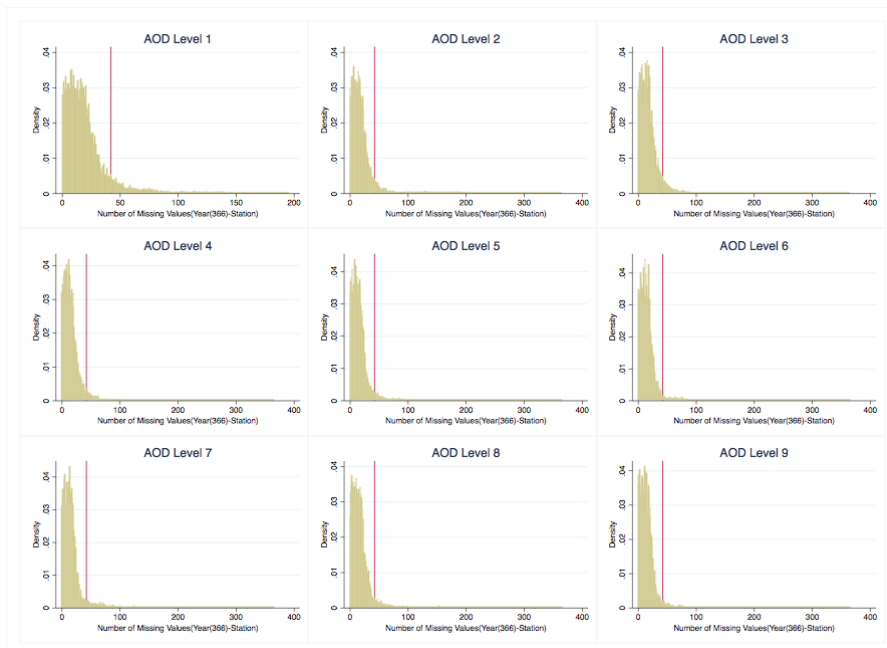 AOD Level 1
AOD Level 2
AOD Level 3
Density
0 .01 .02 .03 .04
0 50 100 150 200
Number of Missing Values(Year(366)-Station)
Density
0 .01 .02 .03 .04
0 100 200 300 400
Number of Missing Values(Year(366)-Station)
Density
0 .01 .02 .03 .04
0 100 200 300 400
Number of Missing Values(Year(366)-Station)
AOD Level 4
AOD Level 5
AOD Level 6
Density
0 .01 .02 .03 .04
0 100 200 300 400
Number of Missing Values(Year(366)-Station)
Density
0 .01 .02 .03 .04
0 100 200 300 400
Number of Missing Values(Year(366)-Station)
Density
0 .01 .02 .03 .04
0 100 200 300 400
Number of Missing Values(Year(366)-Station)
AOD Level 7
AOD Level 8
AOD Level 9
Density
0 .01 .02 .03 .04
0 100 200 300 400
Number of Missing Values(Year(366)-Station)
Density
0 .01 .02 .03 .04
0 100 200 300 400
Number of Missing Values(Year(366)-Station)
Density
0 .01 .02 .03 .04
0 100 200 300 400
Number of Missing Values(Year(366)-Station)